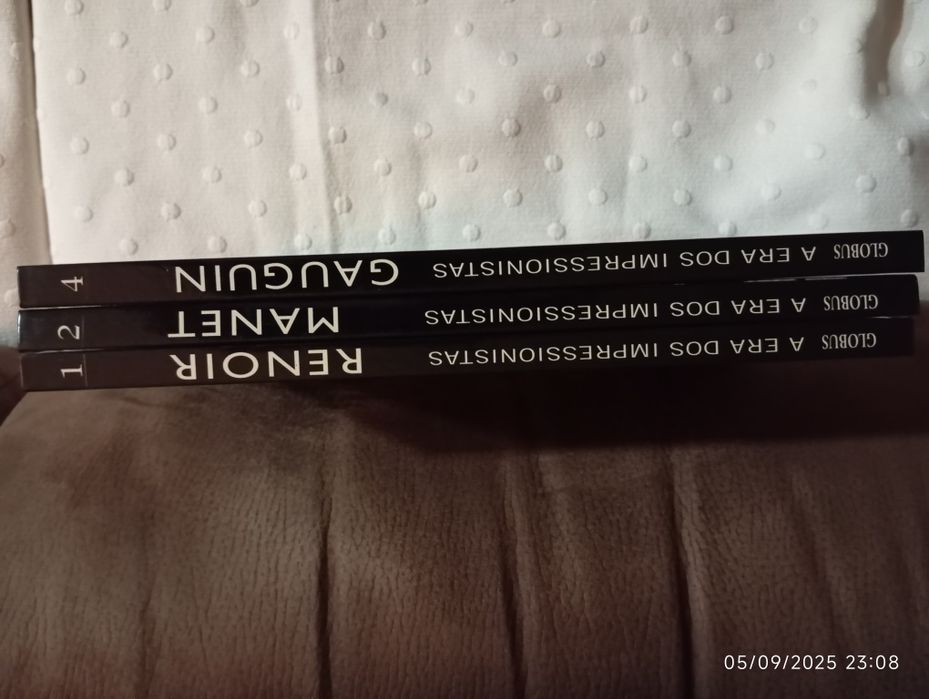 GLOBUS A ERA DOS IMPRESSIONISTAS GAUGUIN 4
GLOBUS A ERA DOS IMPRESSIONISTAS MANET 2
GLOBUS A ERA DOS IMPRESSIONISTAS RENOIR 1
05/09/2025 23:08